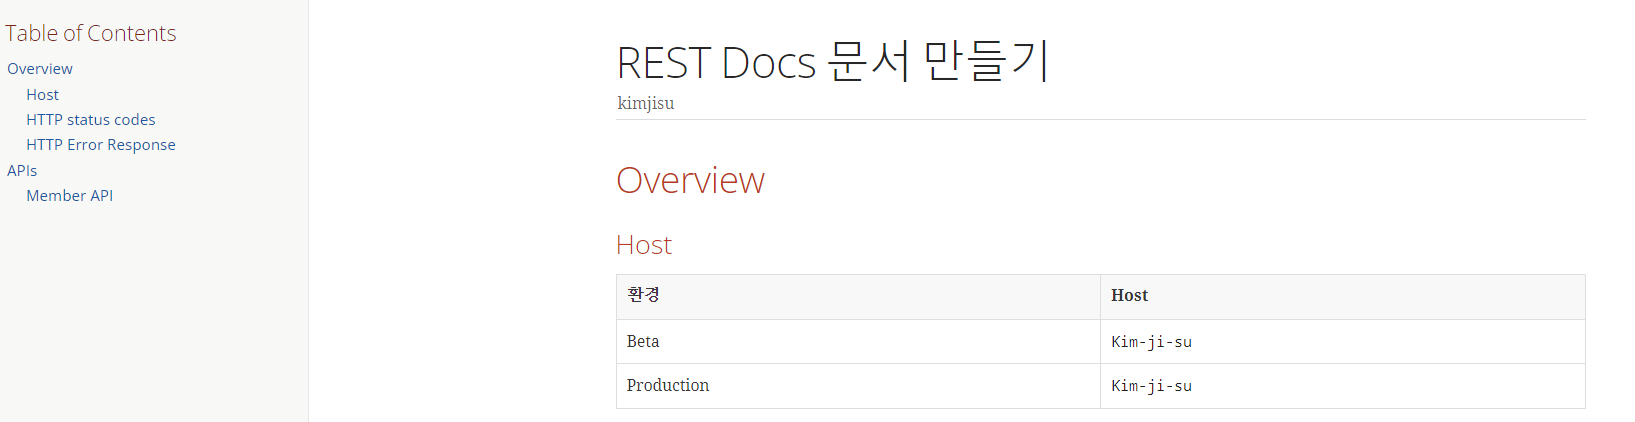 Table of Contents
Overview
Host
HTTP status codes
HTTP Error Response
APIs
Member API
REST Docs 문서 만들기
kimjisu
Overview
Host
환경 Host
Beta Kim-ji-su
Production Kim-ji-su